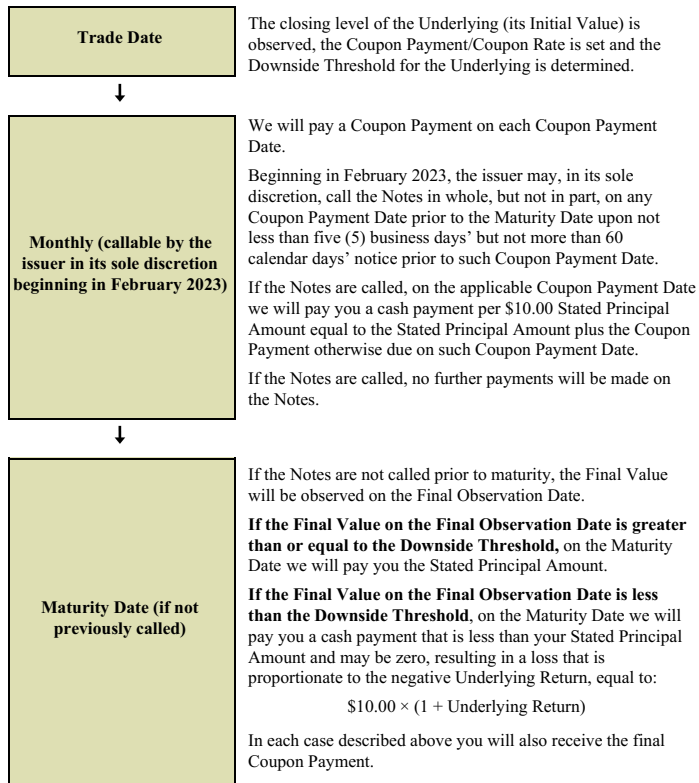 Trade Date
The closing level of the Underlying (its Initial Value) is
observed, the Coupon Payment/Coupon Rate is set and the
Downside Threshold for the Underlying is determined.
Monthly (callable by the
issuer in its sole discretion
beginning in February 2023)
We will pay a Coupon Payment on each Coupon Payment
Date.
Beginning in February 2023, the issuer may, in its sole
discretion, call the Notes in whole, but not in part, on any
Coupon Payment Date prior to the Maturity Date upon not
less than five (5) business days’ but not more than 60
calendar days’ notice prior to such Coupon Payment Date.
If the Notes are called, on the applicable Coupon Payment Date
we will pay you a cash payment per $10.00 Stated Principal
Amount equal to the Stated Principal Amount plus the Coupon
Payment otherwise due on such Coupon Payment Date.
If the Notes are called, no further payments will be made on
the Notes.
Maturity Date (if not
previously called)
If the Notes are not called prior to maturity, the Final Value
will be observed on the Final Observation Date.
If the Final Value on the Final Observation Date is greater
than or equal to the Downside Threshold, on the Maturity
Date we will pay you the Stated Principal Amount.
If the Final Value on the Final Observation Date is less
than the Downside Threshold, on the Maturity Date we will
pay you a cash payment that is less than your Stated Principal
Amount and may be zero, resulting in a loss that is
proportionate to the negative Underlying Return, equal to:
$10.00 × (1 + Underlying Return)
In each case described above you will also receive the final
Coupon Payment.